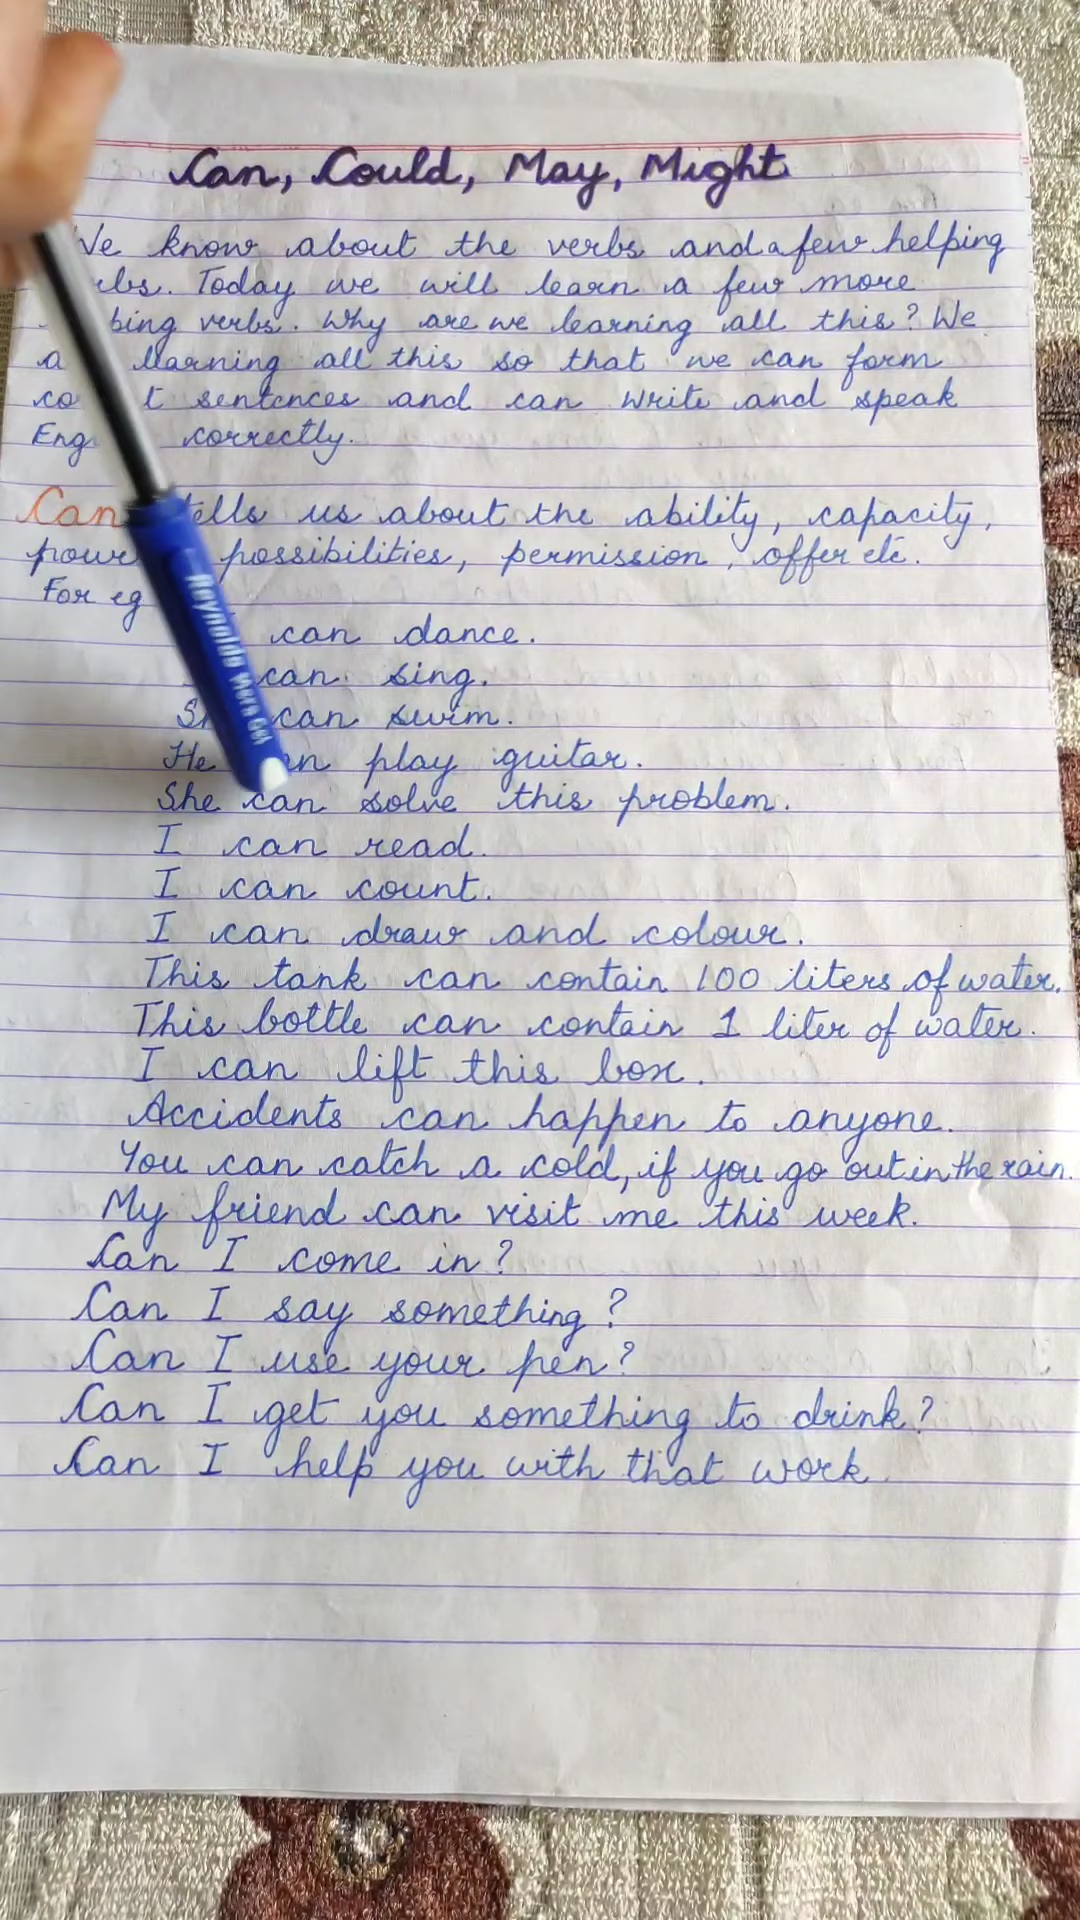 Can, Could, May, Might
We know about the verbs and a few helping
verbs. Today we will learn a few more
verbs. Why are we learning all this? We
learning all this so that we can form
sentences and can write and speak
correctly.
Can tells us about the ability, capacity,
possibilities, permission, offer etc.
For eg
can dance.
can sing.
can swim.
He can play guitar.
She can solve this problem.
I can read.
I can count.
I can draw and colour.
This tank can contain 100 liters of water.
This bottle can contain 1 liter of water.
I can lift this box.
Accidents can happen to anyone.
You can catch a cold, if you go out in the rain.
My friend can visit me this week.
Can I come in?
Can I say something?
Can I use your pen?
Can I get you something to drink?
Can I help you with that work
Reynolds